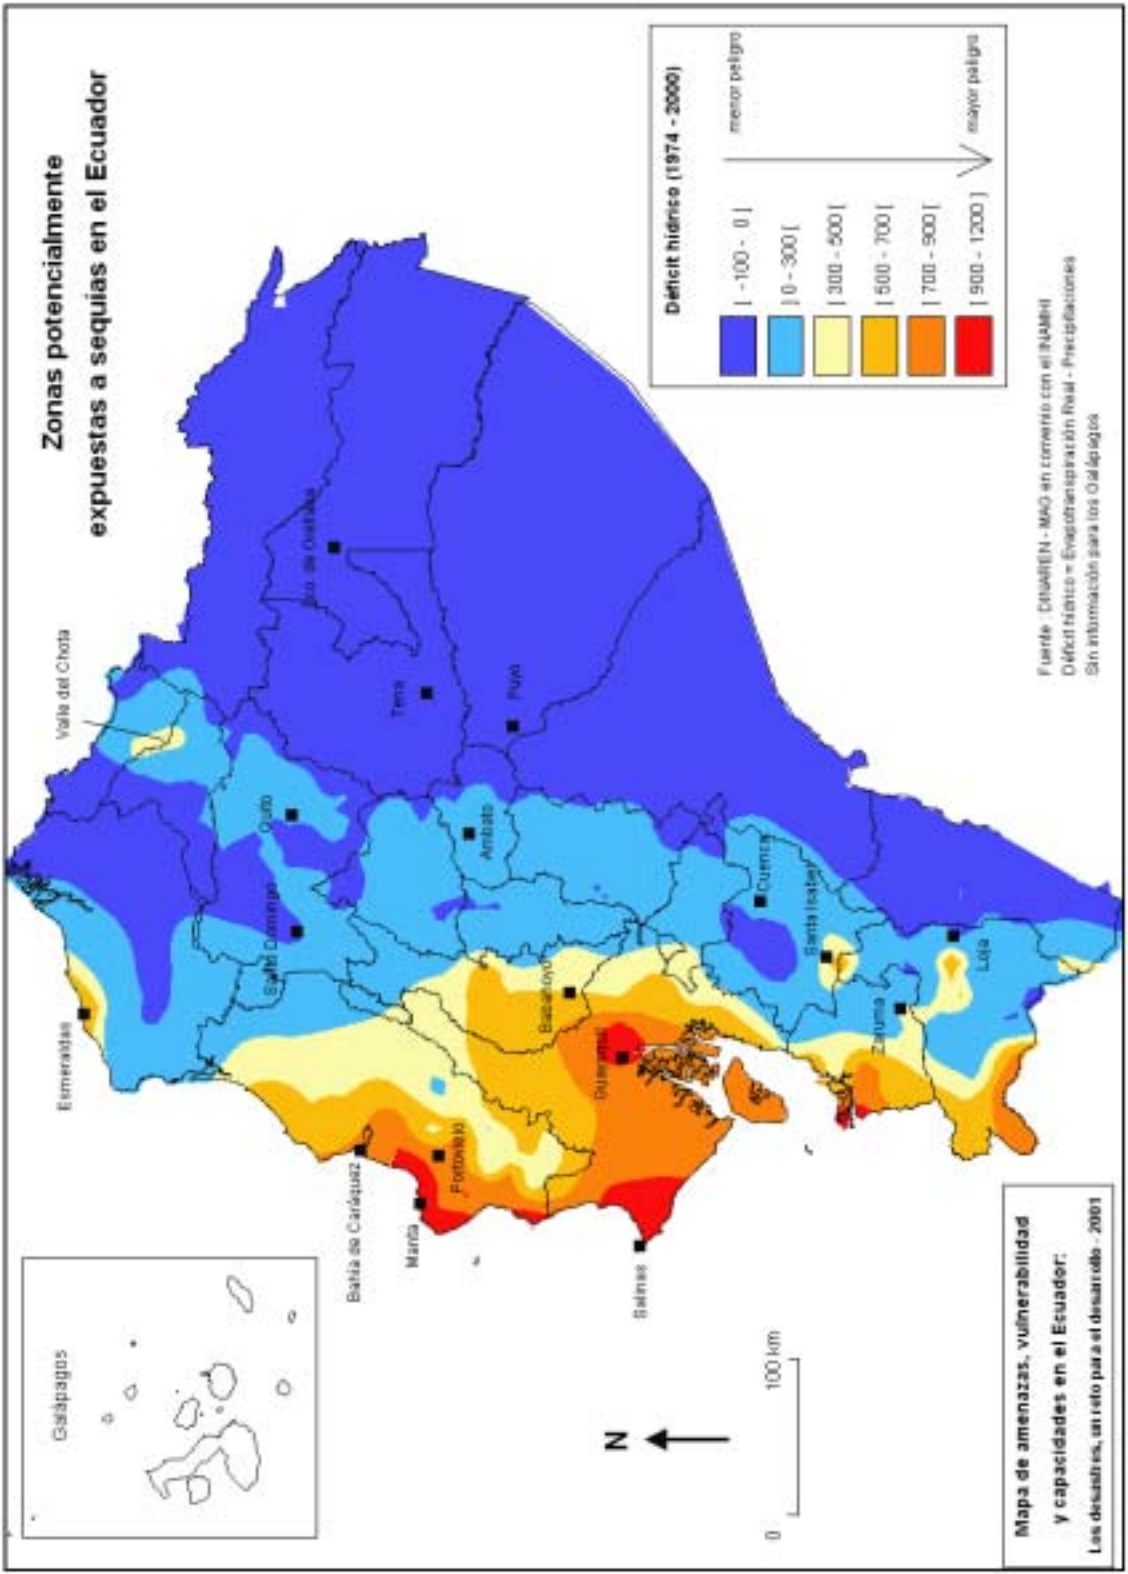 Zonas potencialmente
expuestas a sequias en el Ecuador
Galápagos
Esmeraldas
Valle del Chota
Quito
Santo Domingo
Pco. de Orellana
Tena
Puyo
Ambato
Bahía de Caráquez
Manta
Portoviejo
Babahoyo
Guayaquil
Salinas
Cuenca
Santa Isabel
Zaruma
Loja
Déficit hídrico (1974 - 2000)
[ -100 - 0 ]
] 0 - 300 [
[ 300 - 500 [
[ 500 - 700 [
[ 700 - 900 [
[ 900 - 1200 ]
menor peligro
mayor peligro
N
0 100 km
Fuente : DINAREN - MAG en convenio con el INAMHI
Déficit hídrico = Evapotranspiración Real - Precipitaciones
Sin información para los Galápagos
Mapa de amenazas, vulnerabilidad
y capacidades en el Ecuador:
Los desastres, un reto para el desarrollo - 2001